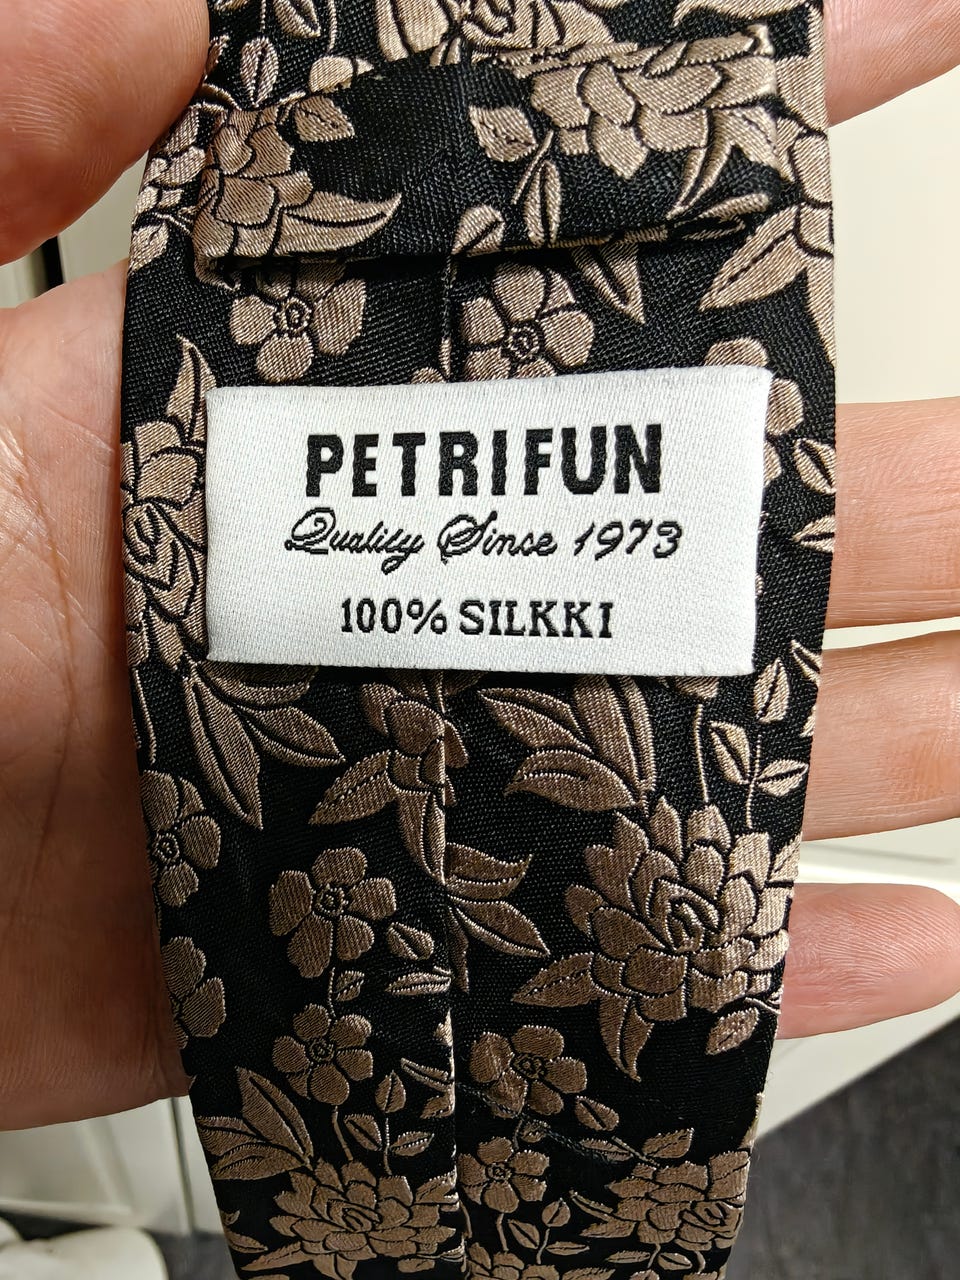 PETRIFUN
Quality Since 1973
100% SILKKI